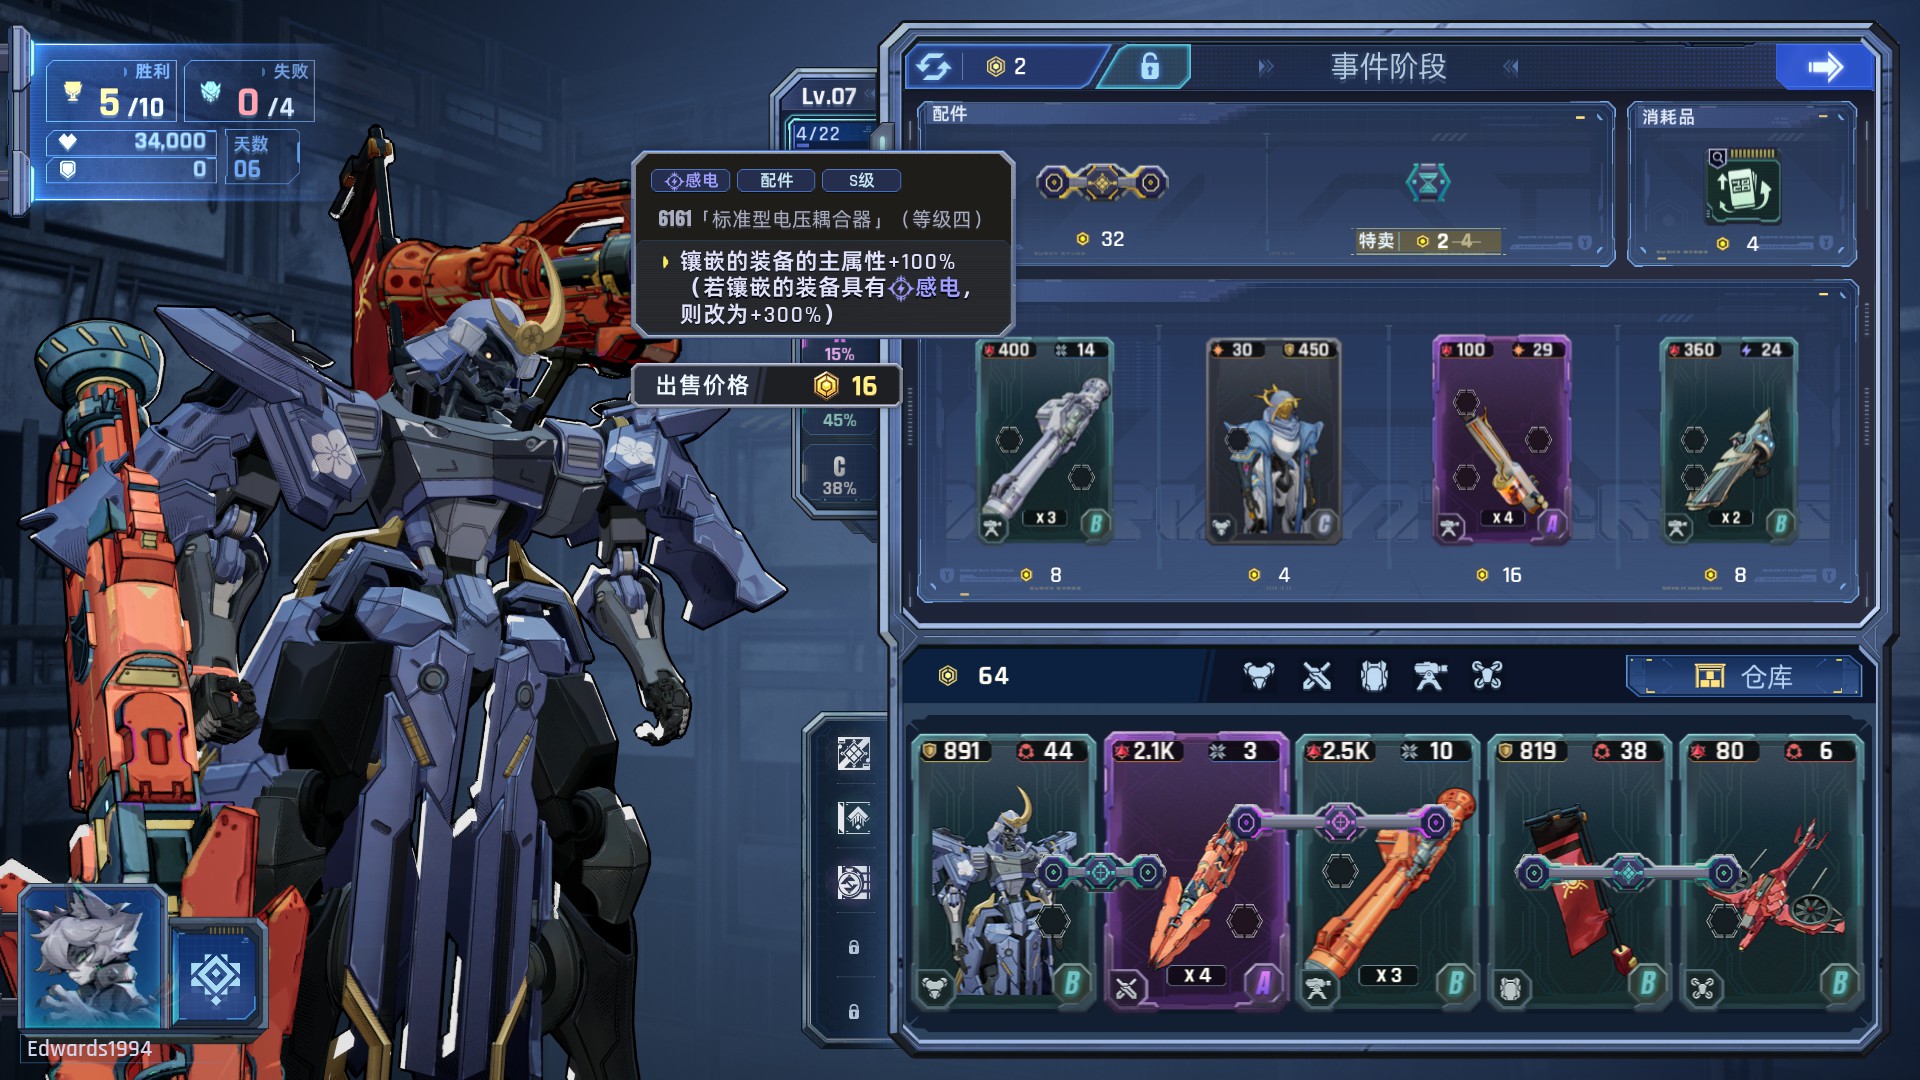 胜利
5 /10
失败
0 /4
34,000
0
天数
06
Lv.07
4/22
感电
配件
S级
6161「标准型电压耦合器」（等级四）
镶嵌的装备的主属性+100%
（若镶嵌的装备具有感电，
则改为+300%）
15%
出售价格
16
45%
C
38%
2
事件阶段
配件
32
特卖
2 4
消耗品
4
400 14
x3
B
8
30 450
C
4
100 29
x4
A
16
360 24
x2
B
8
64
仓库
891 44
B
2.1K 3
x4
A
2.5K 10
x3
B
819 38
B
80 6
B
Edwards1994